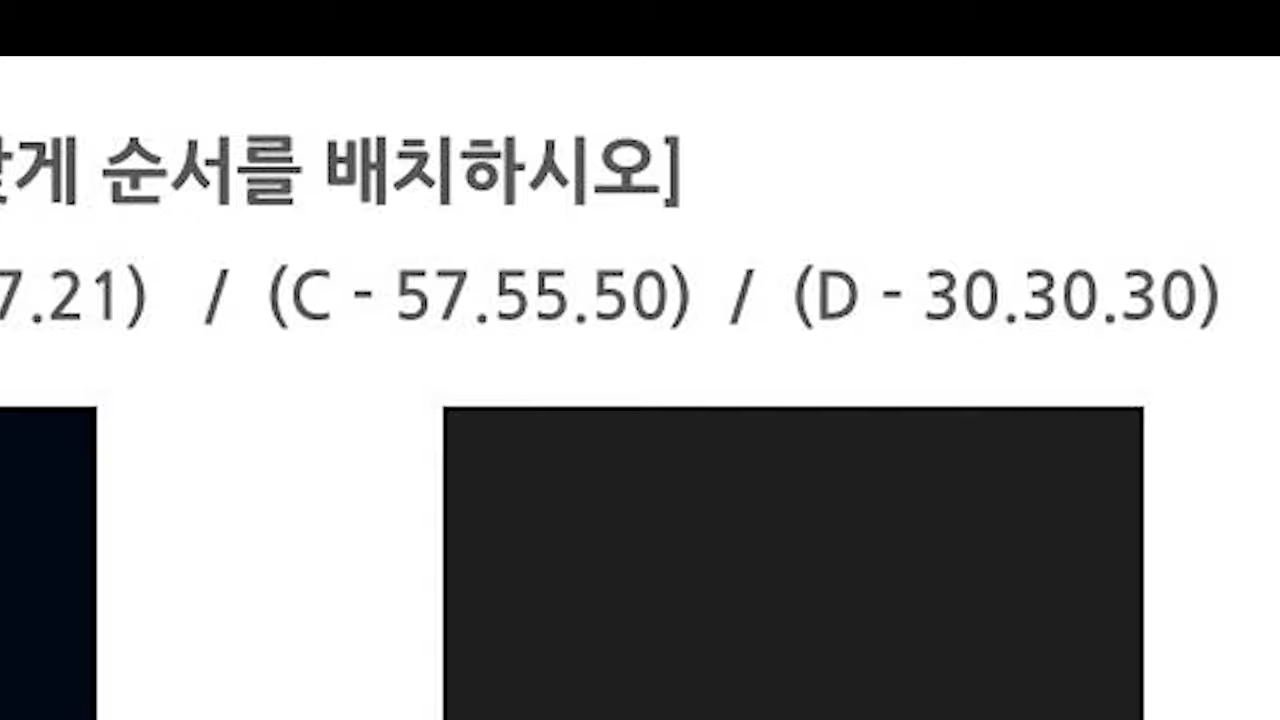 게 순서를 배치하시오]
7.21) / (C - 57.55.50) / (D - 30.30.30)